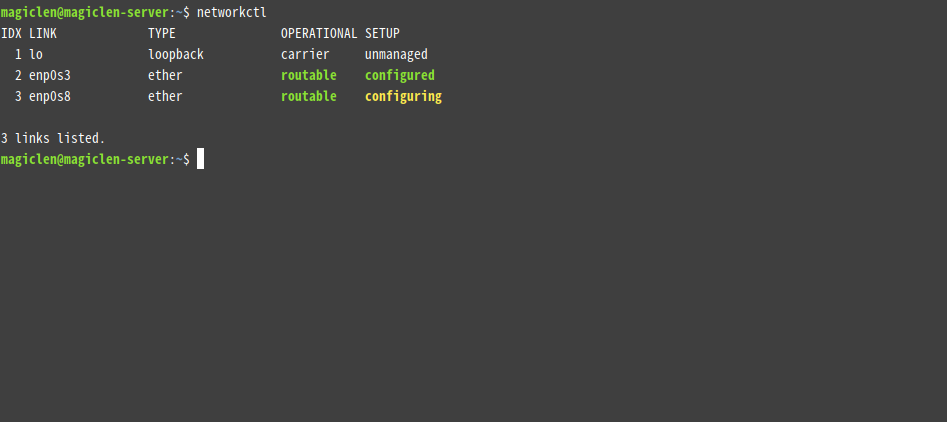 magiclen@magiclen-server:~$ networkctl
IDX LINK             TYPE               OPERATIONAL SETUP
  1 lo               loopback           carrier     unmanaged
  2 enp0s3           ether              routable    configured
  3 enp0s8           ether              routable    configuring
3 links listed.
magiclen@magiclen-server:~$